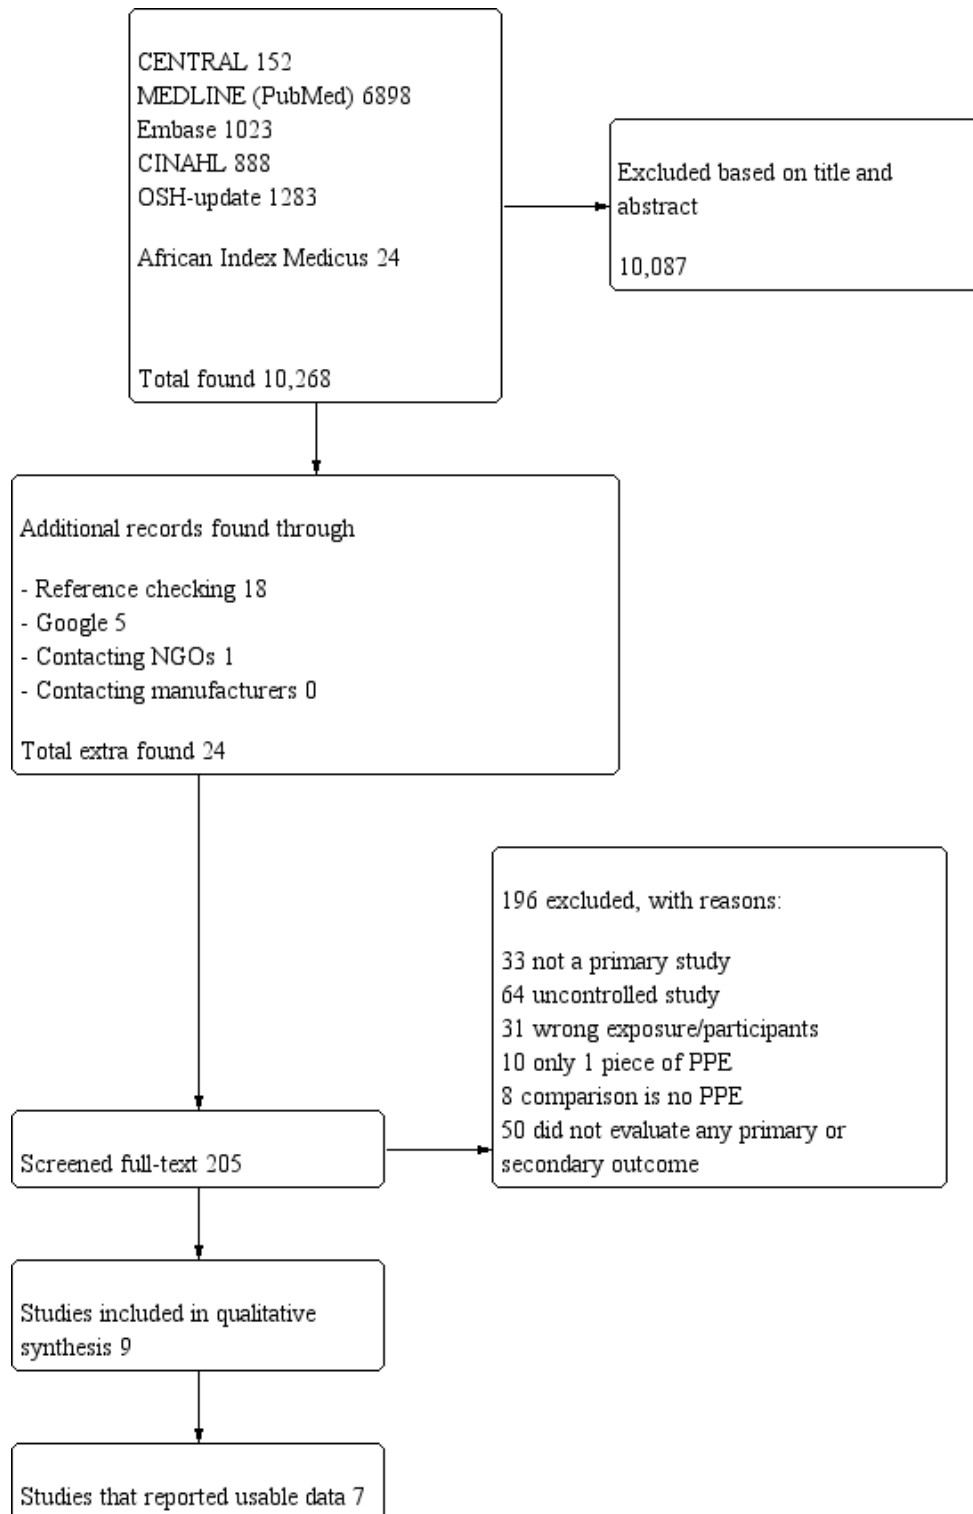 CENTRAL 152
MEDLINE (PubMed) 6898
Embase 1023
CINAHL 888
OSH-update 1283
African Index Medicus 24
Total found 10,268
Excluded based on title and
abstract
10,087
Additional records found through
- Reference checking 18
- Google 5
- Contacting NGOs 1
- Contacting manufacturers 0
Total extra found 24
196 excluded, with reasons:
33 not a primary study
64 uncontrolled study
31 wrong exposure/participants
10 only 1 piece of PPE
8 comparison is no PPE
50 did not evaluate any primary or
secondary outcome
Screened full-text 205
Studies included in qualitative
synthesis 9
Studies that reported usable data 7